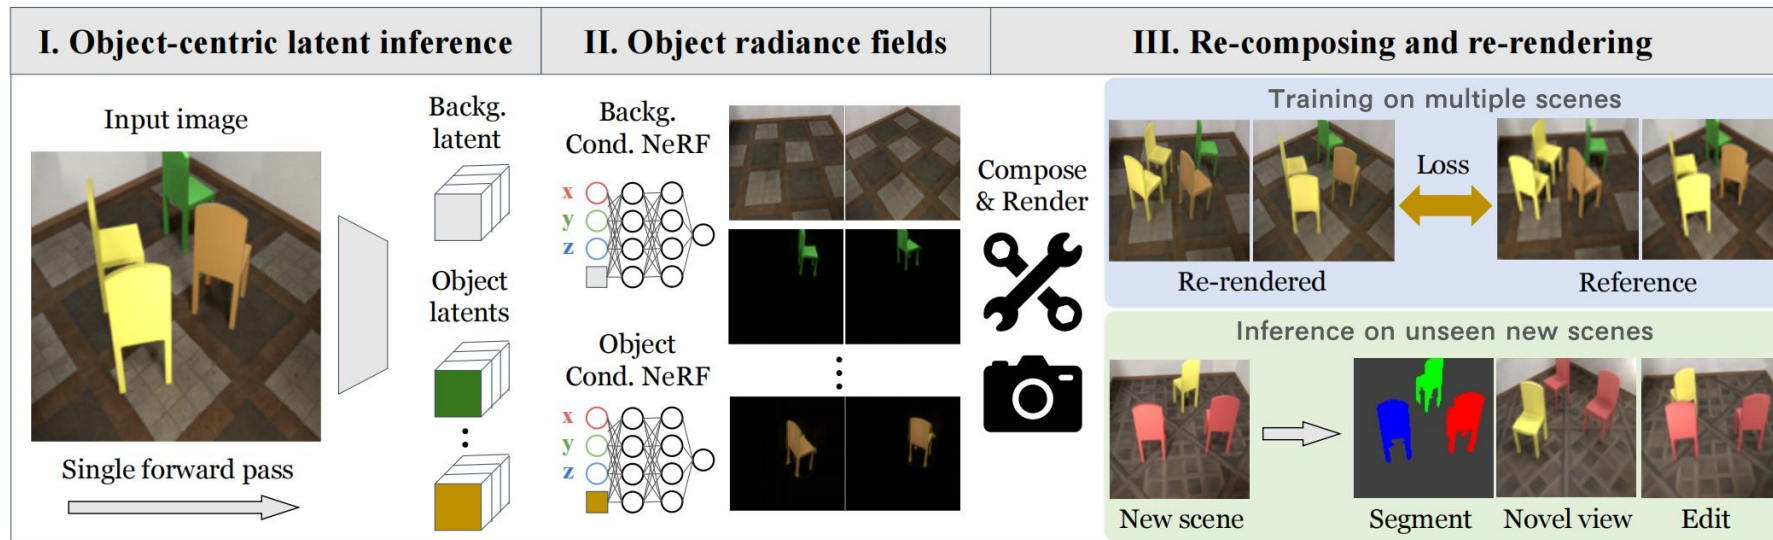 I. Object-centric latent inference
II. Object radiance fields
III. Re-composing and re-rendering
Input image
Single forward pass
Backg.
latent
Object
latents
Backg.
Cond. NeRF
x
y
z
Object
Cond. NeRF
x
y
z
Compose
& Render
Training on multiple scenes
Loss
Re-rendered
Reference
Inference on unseen new scenes
New scene
Segment
Novel view
Edit